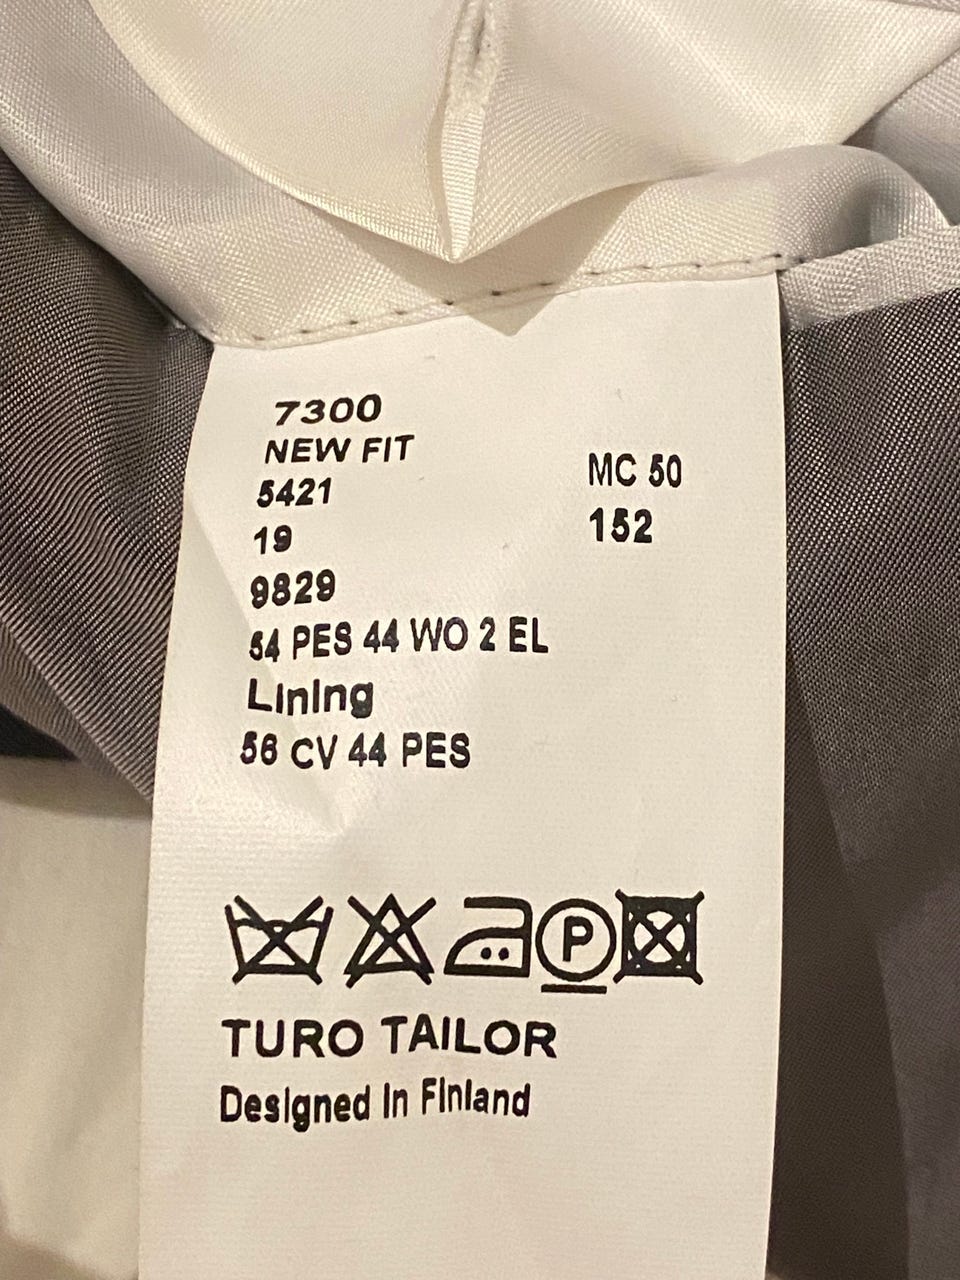 7300
NEW FIT
5421
19
9829
MC 50
152
54 PES 44 WO 2 EL
Lining
56 CV 44 PES
P
TURO TAILOR
Designed in Finland